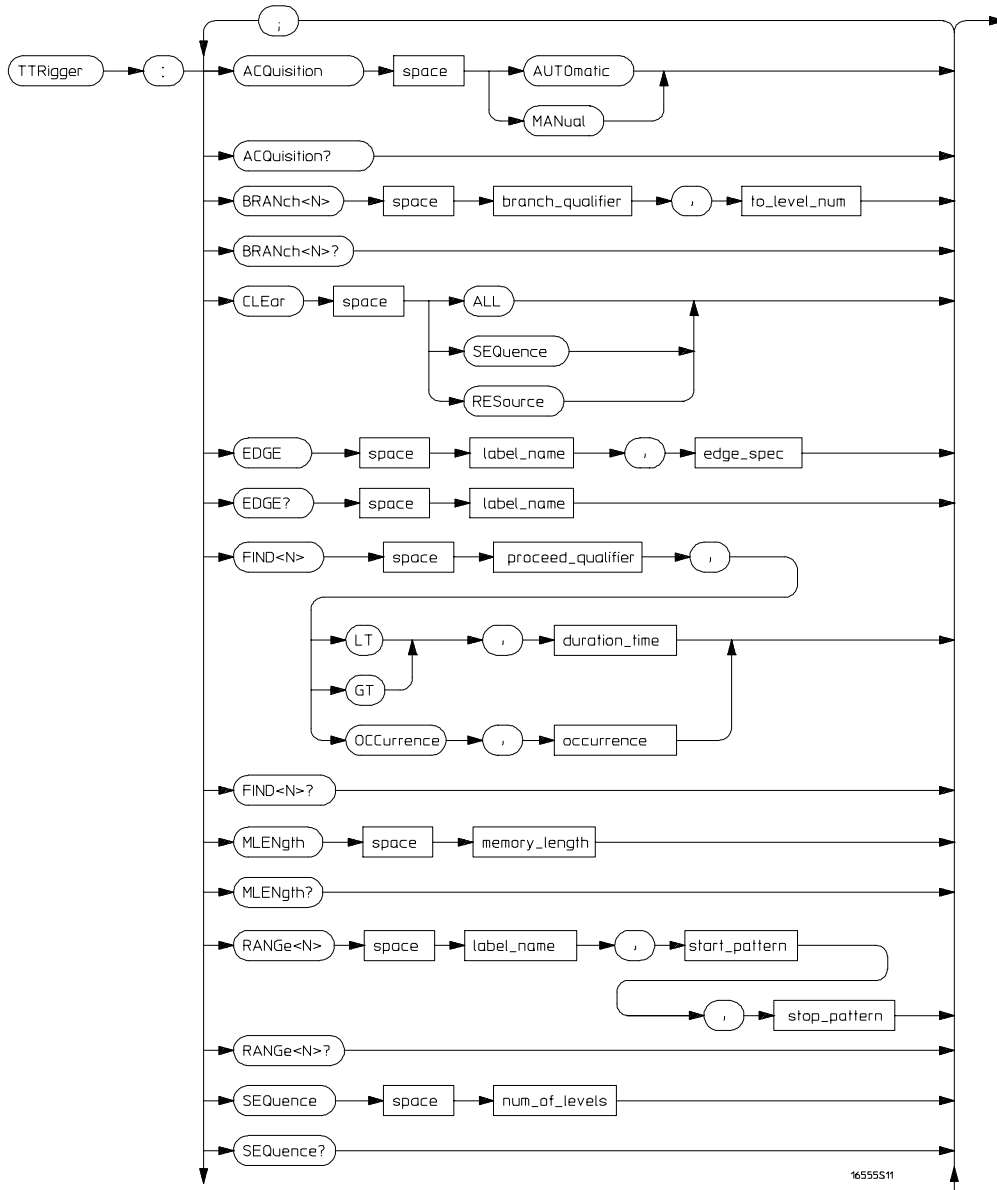 ;
TTRigger : ACQuisition space AUTOmatic
MANual
ACQuisition?
BRANch<N> space branch_qualifier , to_level_num
BRANch<N>?
CLEar space ALL
SEQuence
RESource
EDGE space label_name , edge_spec
EDGE? space label_name
FIND<N> space proceed_qualifier ,
LT , duration_time
GT
OCCurrence , occurrence
FIND<N>?
MLENgth space memory_length
MLENgth?
RANGe<N> space label_name , start_pattern
, stop_pattern
RANGe<N>?
SEQuence space num_of_levels
SEQuence?
16555S11